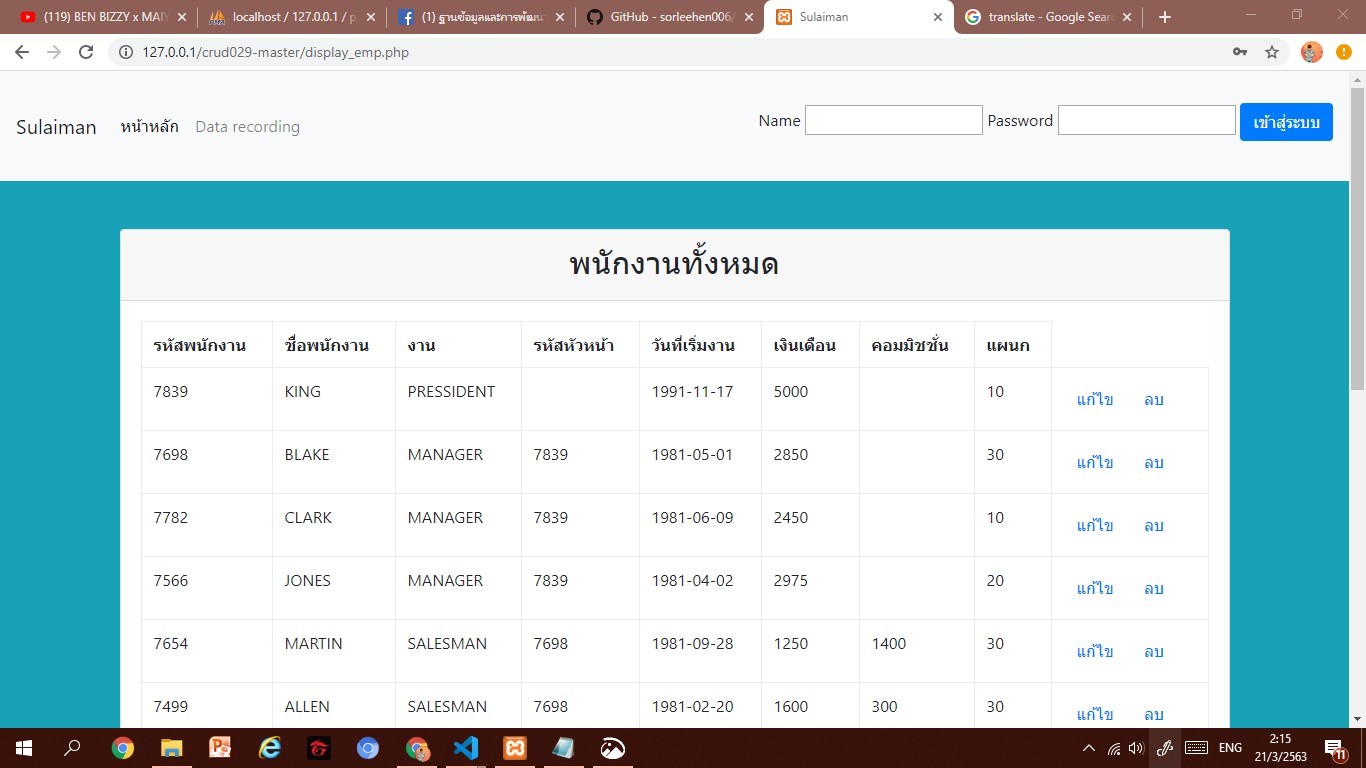 (119) BEN BIZZY x MAIY localhost / 127.0.0.1 / p (1) ฐานข้อมูลและการพัฒนา GitHub - sorleehen006/ Sulaiman translate - Google Sear
127.0.0.1/crud029-master/display_emp.php
Sulaiman หน้าหลัก Data recording Name Password เข้าสู่ระบบ
พนักงานทั้งหมด
รหัสพนักงาน ชื่อพนักงาน งาน รหัสหัวหน้า วันที่เริ่มงาน เงินเดือน คอมมิชชั่น แผนก
7839 KING PRESSIDENT 1991-11-17 5000 10 แก้ไข ลบ
7698 BLAKE MANAGER 7839 1981-05-01 2850 30 แก้ไข ลบ
7782 CLARK MANAGER 7839 1981-06-09 2450 10 แก้ไข ลบ
7566 JONES MANAGER 7839 1981-04-02 2975 20 แก้ไข ลบ
7654 MARTIN SALESMAN 7698 1981-09-28 1250 1400 30 แก้ไข ลบ
7499 ALLEN SALESMAN 7698 1981-02-20 1600 300 30 แก้ไข ลบ
ENG 2:15
21/3/2563 11